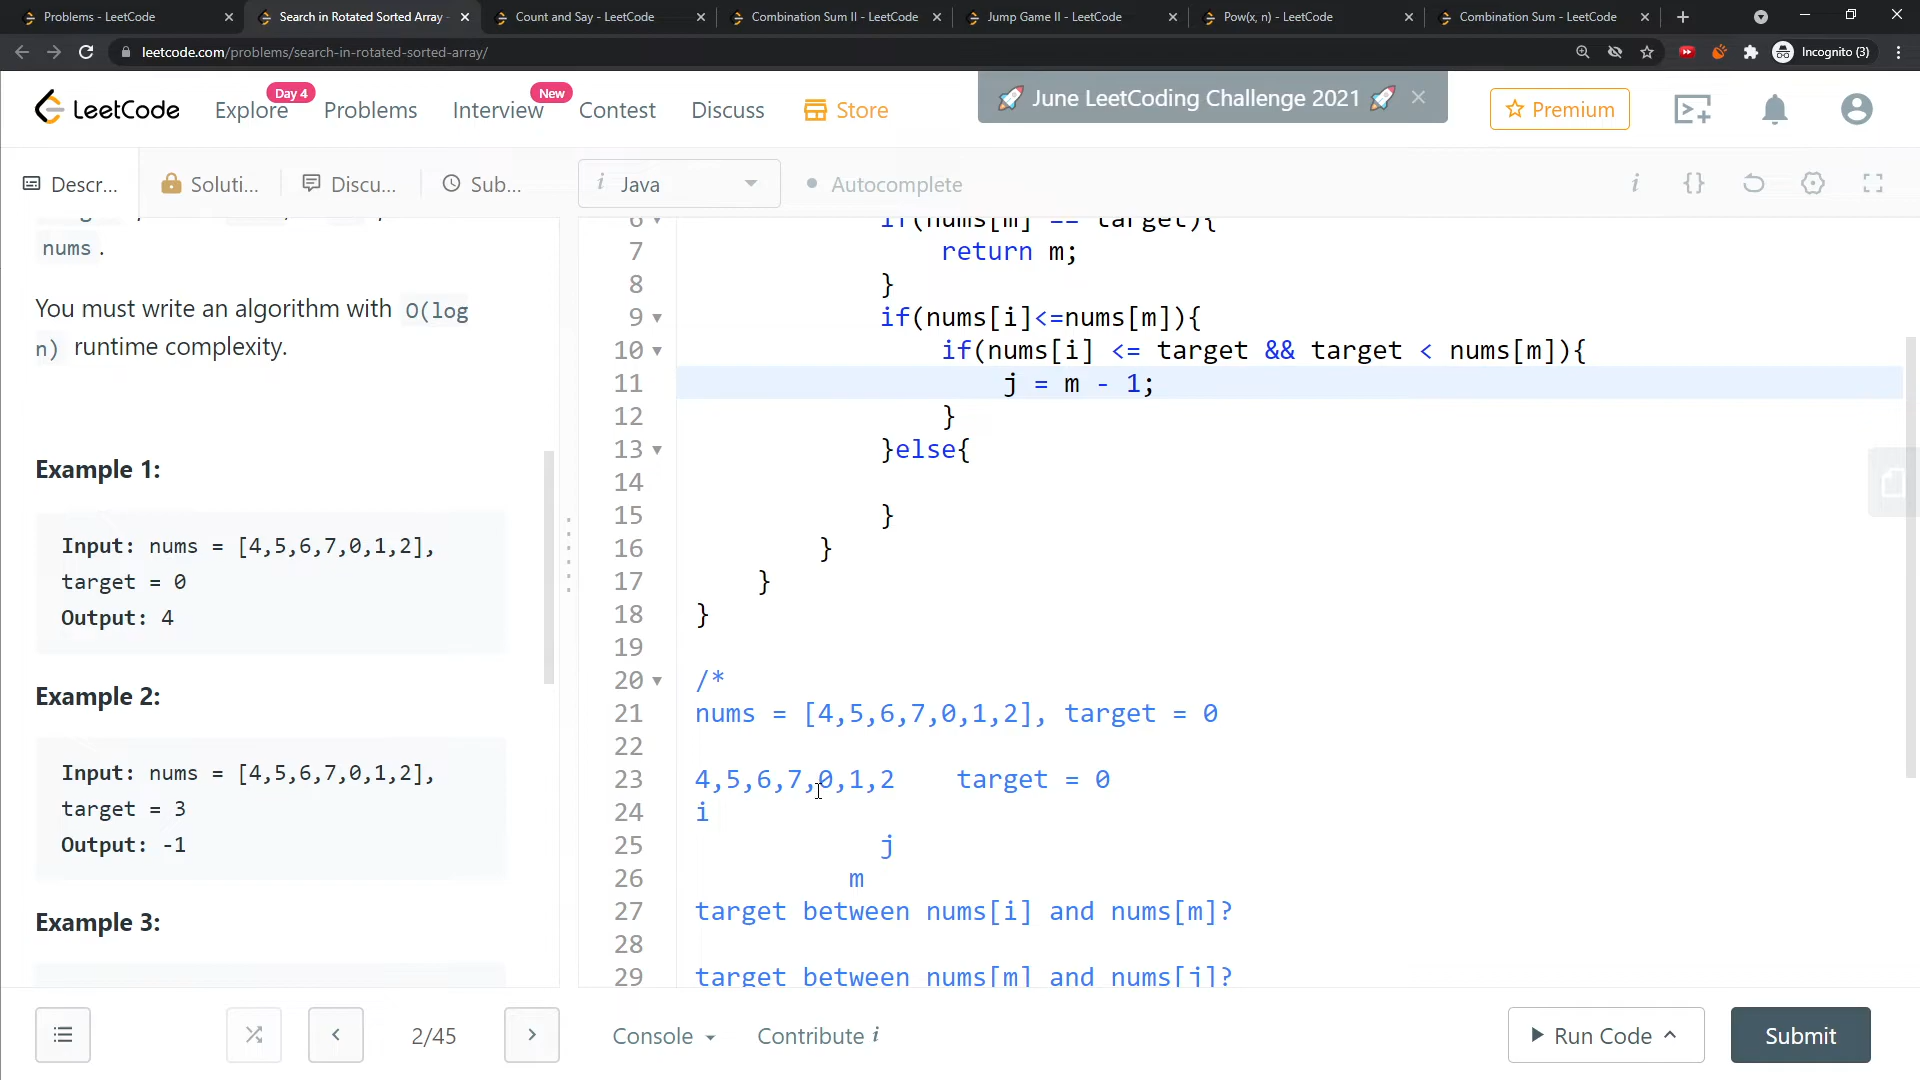 Problems - LeetCode
Search in Rotated Sorted Array -
Count and Say - LeetCode
Combination Sum II - LeetCode
Jump Game II - LeetCode
Pow(x, n) - LeetCode
Combination Sum - LeetCode
leetcode.com/problems/search-in-rotated-sorted-array/
Incognito (3)
LeetCode
Explore
Day 4
Problems
Interview
New
Contest
Discuss
Store
🚀 June LeetCoding Challenge 2021 🚀
Premium
Descr...
Soluti...
Discu...
Sub...
i Java
Autocomplete
nums .
You must write an algorithm with O(log
n) runtime complexity.
Example 1:
Input: nums = [4,5,6,7,0,1,2],
target = 0
Output: 4
Example 2:
Input: nums = [4,5,6,7,0,1,2],
target = 3
Output: -1
Example 3:
6 if(nums[m] == target){
7 return m;
8 }
9 if(nums[i]<=nums[m]){
10 if(nums[i] <= target && target < nums[m]){
11 j = m - 1;
12 }
13 }else{
14
15 }
16 }
17 }
18 }
19
20 /*
21 nums = [4,5,6,7,0,1,2], target = 0
22
23 4,5,6,7,0,1,2 target = 0
24 i
25 j
26 m
27 target between nums[i] and nums[m]?
28
29 target between nums[m] and nums[j]?
2/45
Console
Contribute i
Run Code
Submit